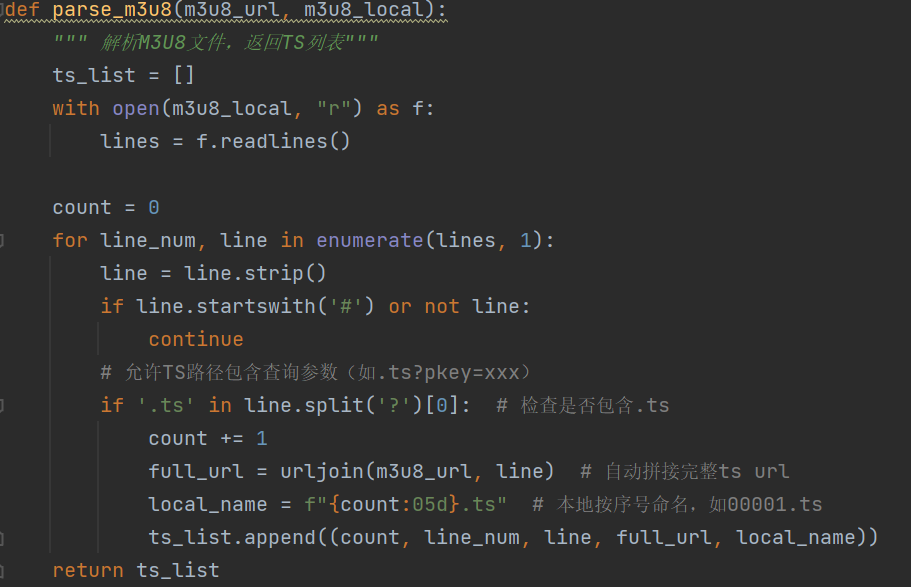 def parse_m3u8(m3u8_url, m3u8_local):
    """ 解析M3U8文件，返回TS列表"""
    ts_list = []
    with open(m3u8_local, "r") as f:
        lines = f.readlines()

    count = 0
    for line_num, line in enumerate(lines, 1):
        line = line.strip()
        if line.startswith('#') or not line:
            continue
        # 允许TS路径包含查询参数（如.ts?pkey=xxx）
        if '.ts' in line.split('?')[0]:  # 检查是否包含.ts
            count += 1
            full_url = urljoin(m3u8_url, line)  # 自动拼接完整ts url
            local_name = f"{count:05d}.ts"  # 本地按序号命名，如00001.ts
            ts_list.append((count, line_num, line, full_url, local_name))
    return ts_list